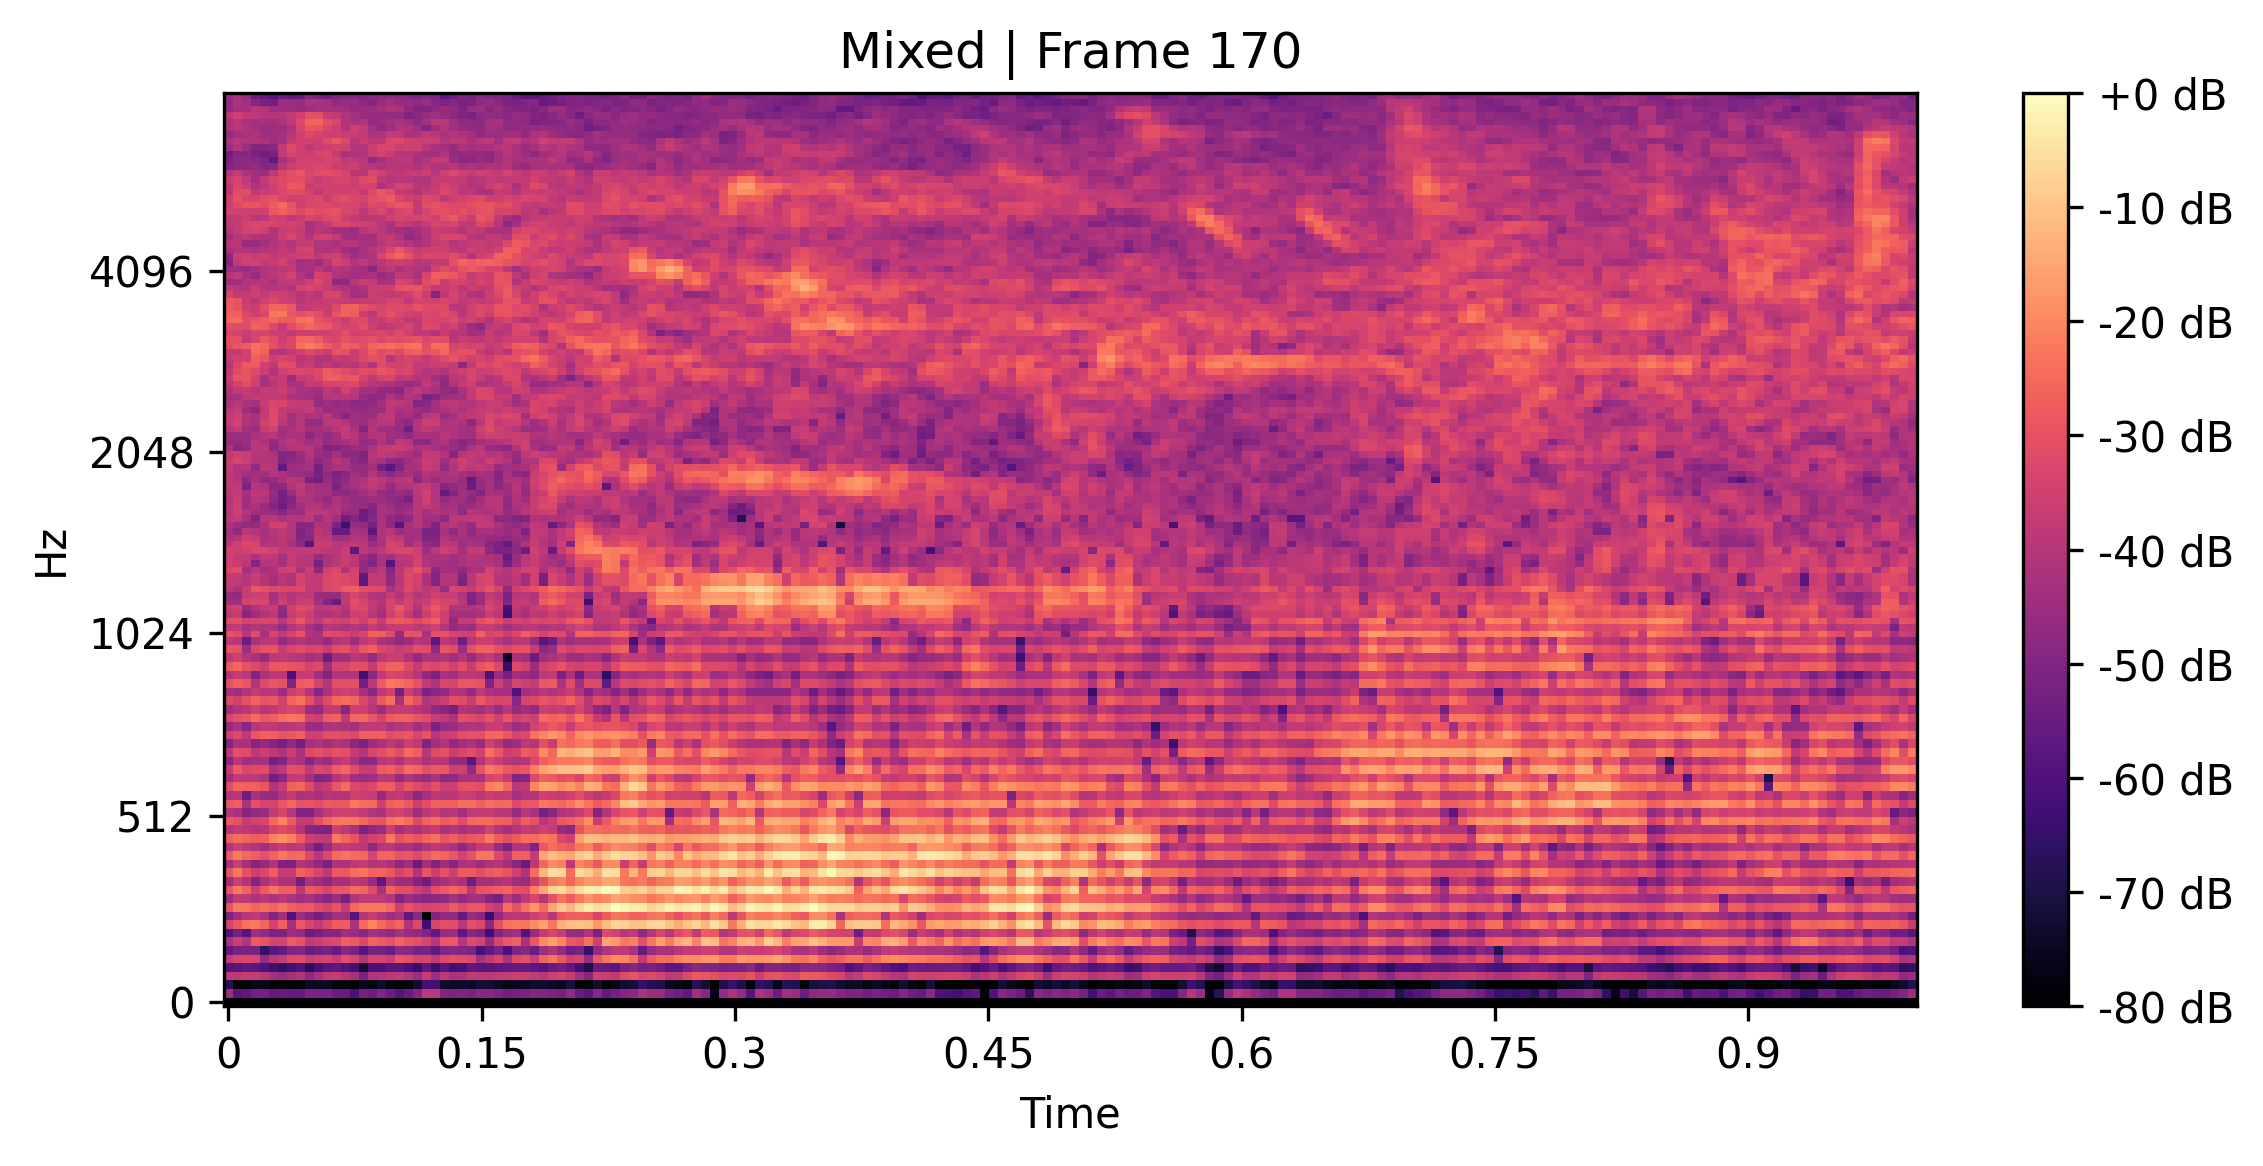 Mixed | Frame 170
+0 dB
-10 dB
-20 dB
-30 dB
-40 dB
-50 dB
-60 dB
-70 dB
-80 dB
Hz
4096
2048
1024
512
0
0 0.15 0.3 0.45 0.6 0.75 0.9
Time